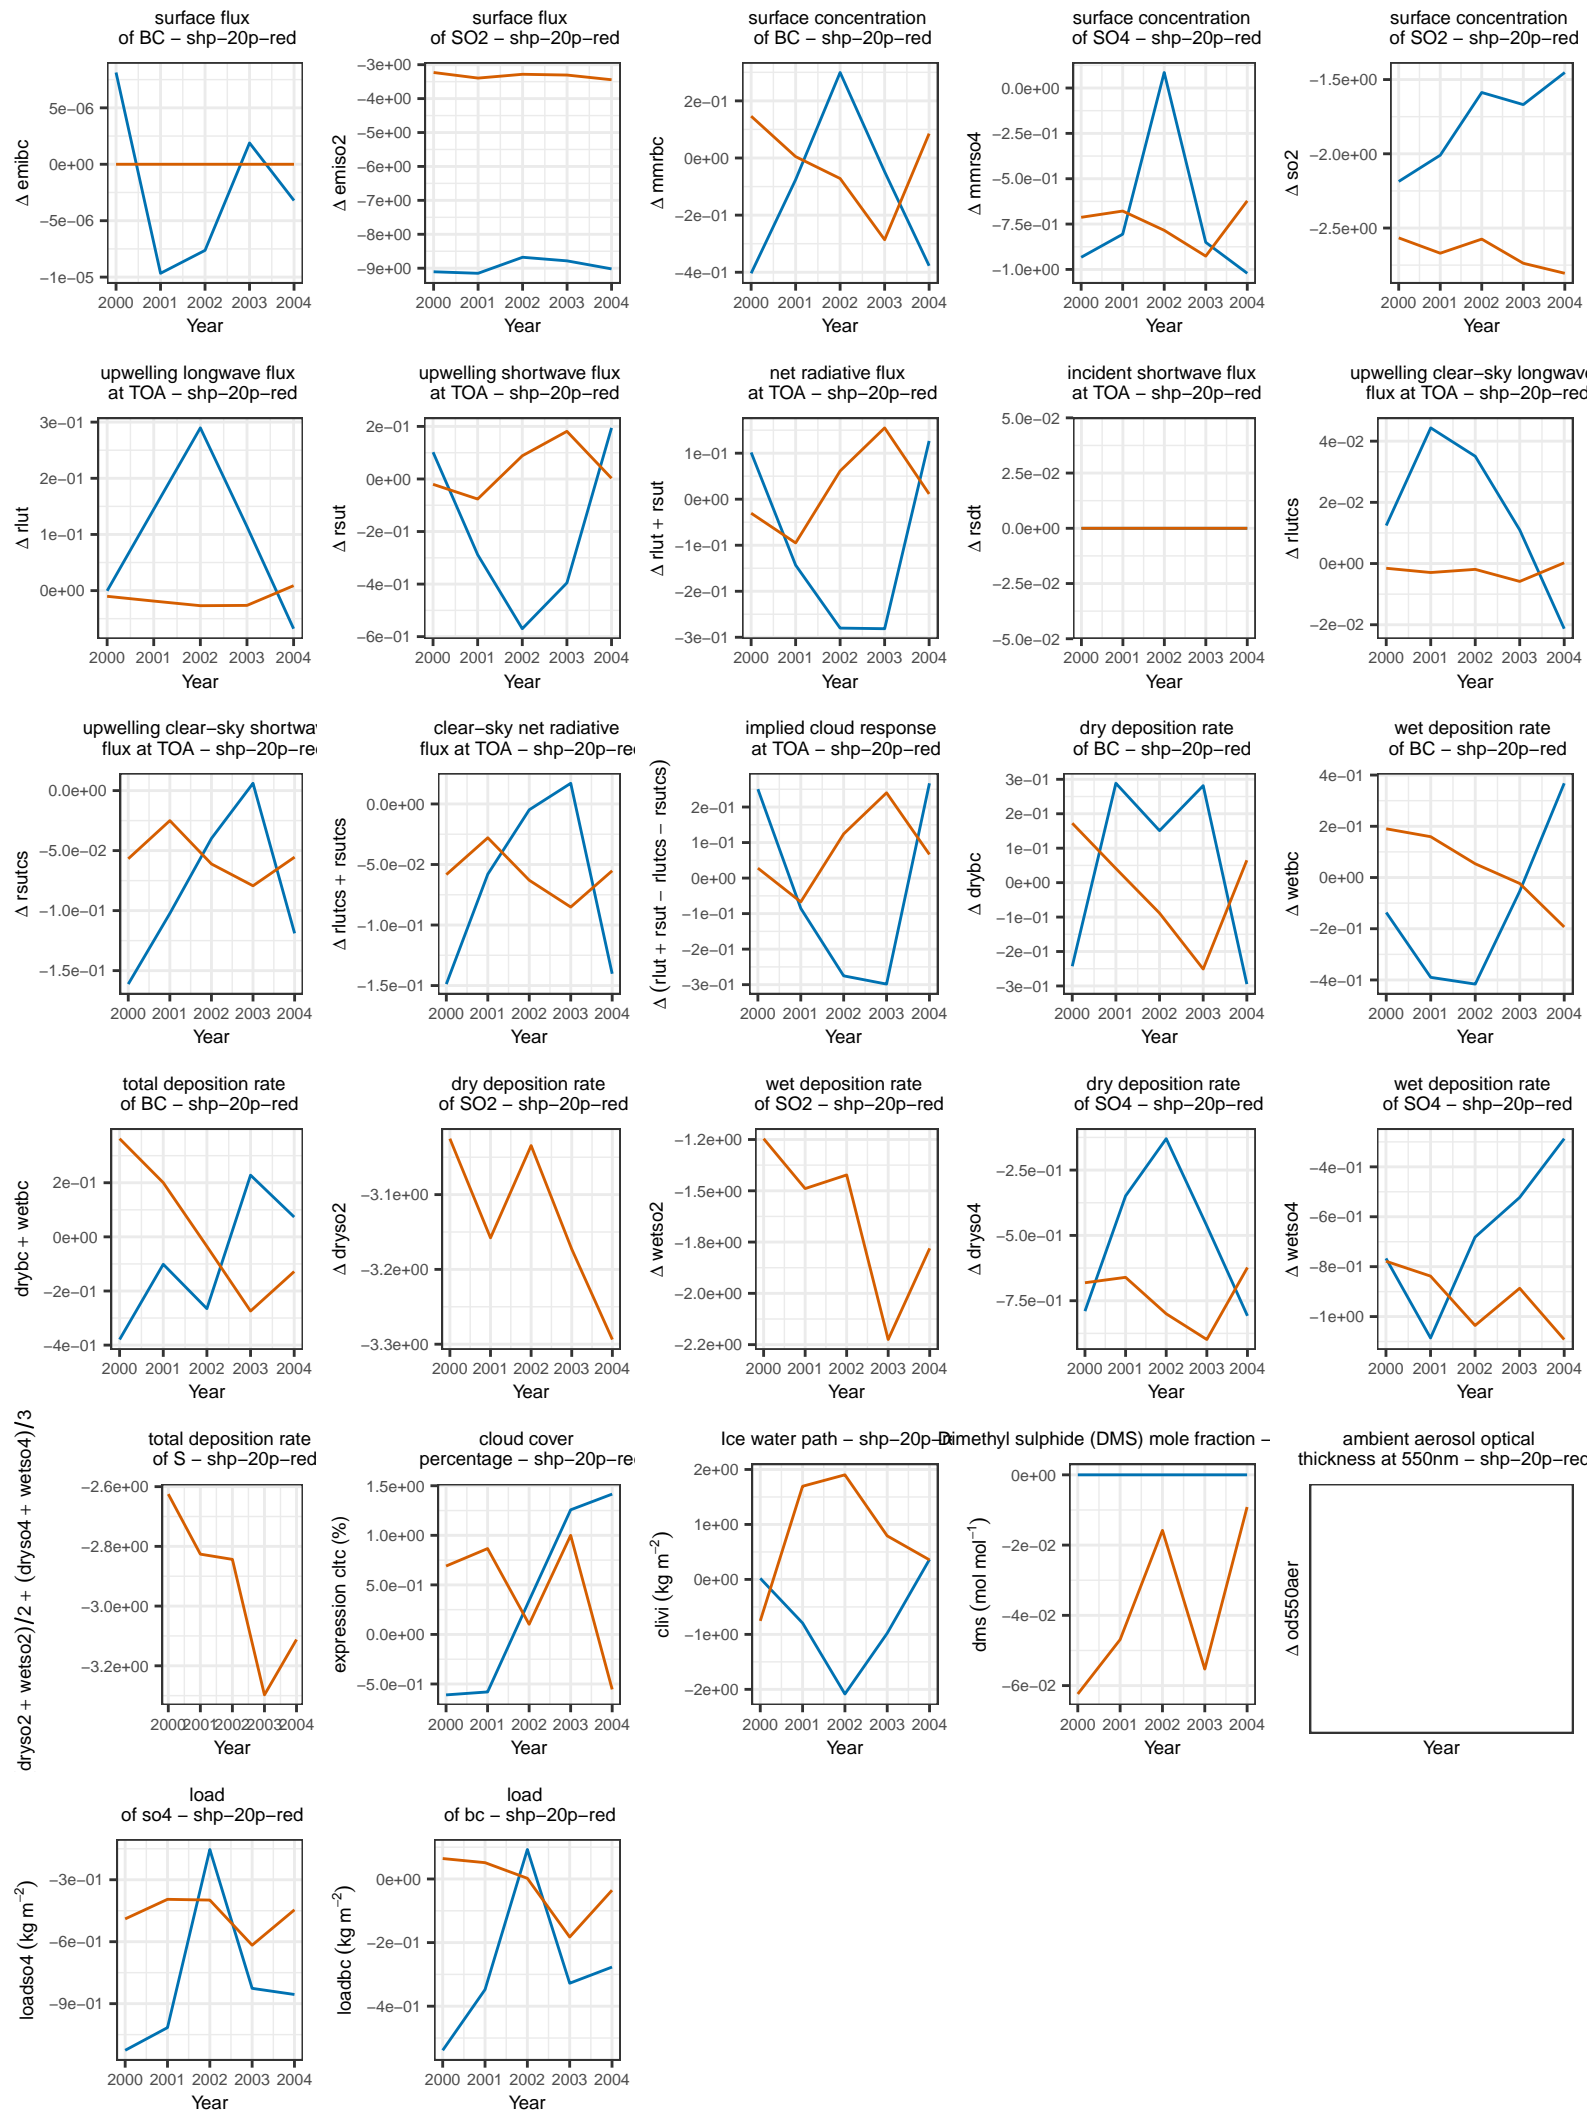 surface flux
of BC − shp−20p−red
Δ emibc
5e−06
0e+00
−5e−06
−1e−05
2000 2001 2002 2003 2004
Year
surface flux
of SO2 − shp−20p−red
Δ emiso2
−3e+00
−4e+00
−5e+00
−6e+00
−7e+00
−8e+00
−9e+00
2000 2001 2002 2003 2004
Year
surface concentration
of BC − shp−20p−red
Δ mmrbc
2e−01
0e+00
−2e−01
−4e−01
2000 2001 2002 2003 2004
Year
surface concentration
of SO4 − shp−20p−red
Δ mmrso4
0.0e+00
−2.5e−01
−5.0e−01
−7.5e−01
−1.0e+00
2000 2001 2002 2003 2004
Year
surface concentration
of SO2 − shp−20p−red
Δ so2
−1.5e+00
−2.0e+00
−2.5e+00
2000 2001 2002 2003 2004
Year
upwelling longwave flux
at TOA − shp−20p−red
Δ rlut
3e−01
2e−01
1e−01
0e+00
2000 2001 2002 2003 2004
Year
upwelling shortwave flux
at TOA − shp−20p−red
Δ rsut
2e−01
0e+00
−2e−01
−4e−01
−6e−01
2000 2001 2002 2003 2004
Year
net radiative flux
at TOA − shp−20p−red
Δ rlut + rsut
1e−01
0e+00
−1e−01
−2e−01
−3e−01
2000 2001 2002 2003 2004
Year
incident shortwave flux
at TOA − shp−20p−red
Δ rsdt
5.0e−02
2.5e−02
0.0e+00
−2.5e−02
−5.0e−02
2000 2001 2002 2003 2004
Year
upwelling clear−sky longwave
flux at TOA − shp−20p−red
Δ rlutcs
4e−02
2e−02
0e+00
−2e−02
2000 2001 2002 2003 2004
Year
upwelling clear−sky shortwav
flux at TOA − shp−20p−re
Δ rsutcs
0.0e+00
−5.0e−02
−1.0e−01
−1.5e−01
2000 2001 2002 2003 2004
Year
clear−sky net radiative
flux at TOA − shp−20p−re
Δ rlutcs + rsutcs
0.0e+00
−5.0e−02
−1.0e−01
−1.5e−01
2000 2001 2002 2003 2004
Year
implied cloud response
at TOA − shp−20p−red
Δ (rlut + rsut − rlutcs − rsutcs)
2e−01
1e−01
0e+00
−1e−01
−2e−01
−3e−01
2000 2001 2002 2003 2004
Year
dry deposition rate
of BC − shp−20p−red
Δ drybc
3e−01
2e−01
1e−01
0e+00
−1e−01
−2e−01
−3e−01
2000 2001 2002 2003 2004
Year
wet deposition rate
of BC − shp−20p−red
Δ wetbc
4e−01
2e−01
0e+00
−2e−01
−4e−01
2000 2001 2002 2003 2004
Year
total deposition rate
of BC − shp−20p−red
drybc + wetbc
2e−01
0e+00
−2e−01
−4e−01
2000 2001 2002 2003 2004
Year
dry deposition rate
of SO2 − shp−20p−red
Δ dryso2
−3.1e+00
−3.2e+00
−3.3e+00
2000 2001 2002 2003 2004
Year
wet deposition rate
of SO2 − shp−20p−red
Δ wetso2
−1.2e+00
−1.5e+00
−1.8e+00
−2.0e+00
−2.2e+00
2000 2001 2002 2003 2004
Year
dry deposition rate
of SO4 − shp−20p−red
Δ dryso4
−2.5e−01
−5.0e−01
−7.5e−01
2000 2001 2002 2003 2004
Year
wet deposition rate
of SO4 − shp−20p−red
Δ wetso4
−4e−01
−6e−01
−8e−01
−1e+00
2000 2001 2002 2003 2004
Year
total deposition rate
of S − shp−20p−red
dryso2 + wetso2)/2 + (dryso4 + wetso4)/3
−2.6e+00
−2.8e+00
−3.0e+00
−3.2e+00
2000 2001 2002 2003 2004
Year
cloud cover
percentage − shp−20p−re
expression cltc (%)
1.5e+00
1.0e+00
5.0e−01
0.0e+00
−5.0e−01
2000 2001 2002 2003 2004
Year
Ice water path − shp−20p−
clivi (kg m−2)
2e+00
1e+00
0e+00
−1e+00
−2e+00
2000 2001 2002 2003 2004
Year
Dimethyl sulphide (DMS) mole fraction −
dms (mol mol−1)
0e+00
−2e−02
−4e−02
−6e−02
2000 2001 2002 2003 2004
Year
ambient aerosol optical
thickness at 550nm − shp−20p−red
Δ od550aer
Year
load
of so4 − shp−20p−red
loadso4 (kg m−2)
−3e−01
−6e−01
−9e−01
2000 2001 2002 2003 2004
Year
load
of bc − shp−20p−red
loadbc (kg m−2)
0e+00
−2e−01
−4e−01
2000 2001 2002 2003 2004
Year